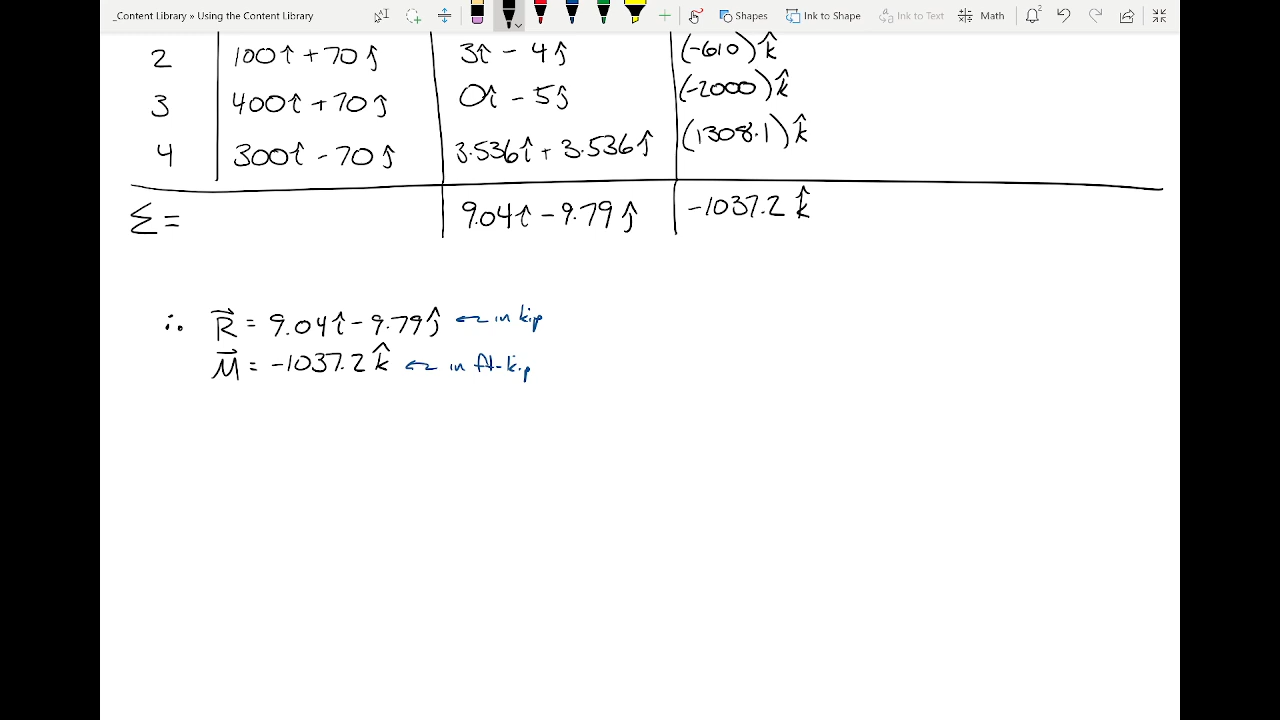 _Content Library » Using the Content Library
Shapes Ink to Shape Ink to Text Math 2
2 100î + 70ĵ 3î - 4ĵ (-610)k̂
3 400î + 70ĵ 0î - 5ĵ (-2000)k̂
4 300î - 70ĵ 3.536î + 3.536ĵ (1308.1)k̂
Σ = 9.04î - 9.79ĵ -1037.2 k̂
∴ R⃗ = 9.04î - 9.79ĵ ← in kip
M⃗ = -1037.2 k̂ ← in ft-kip